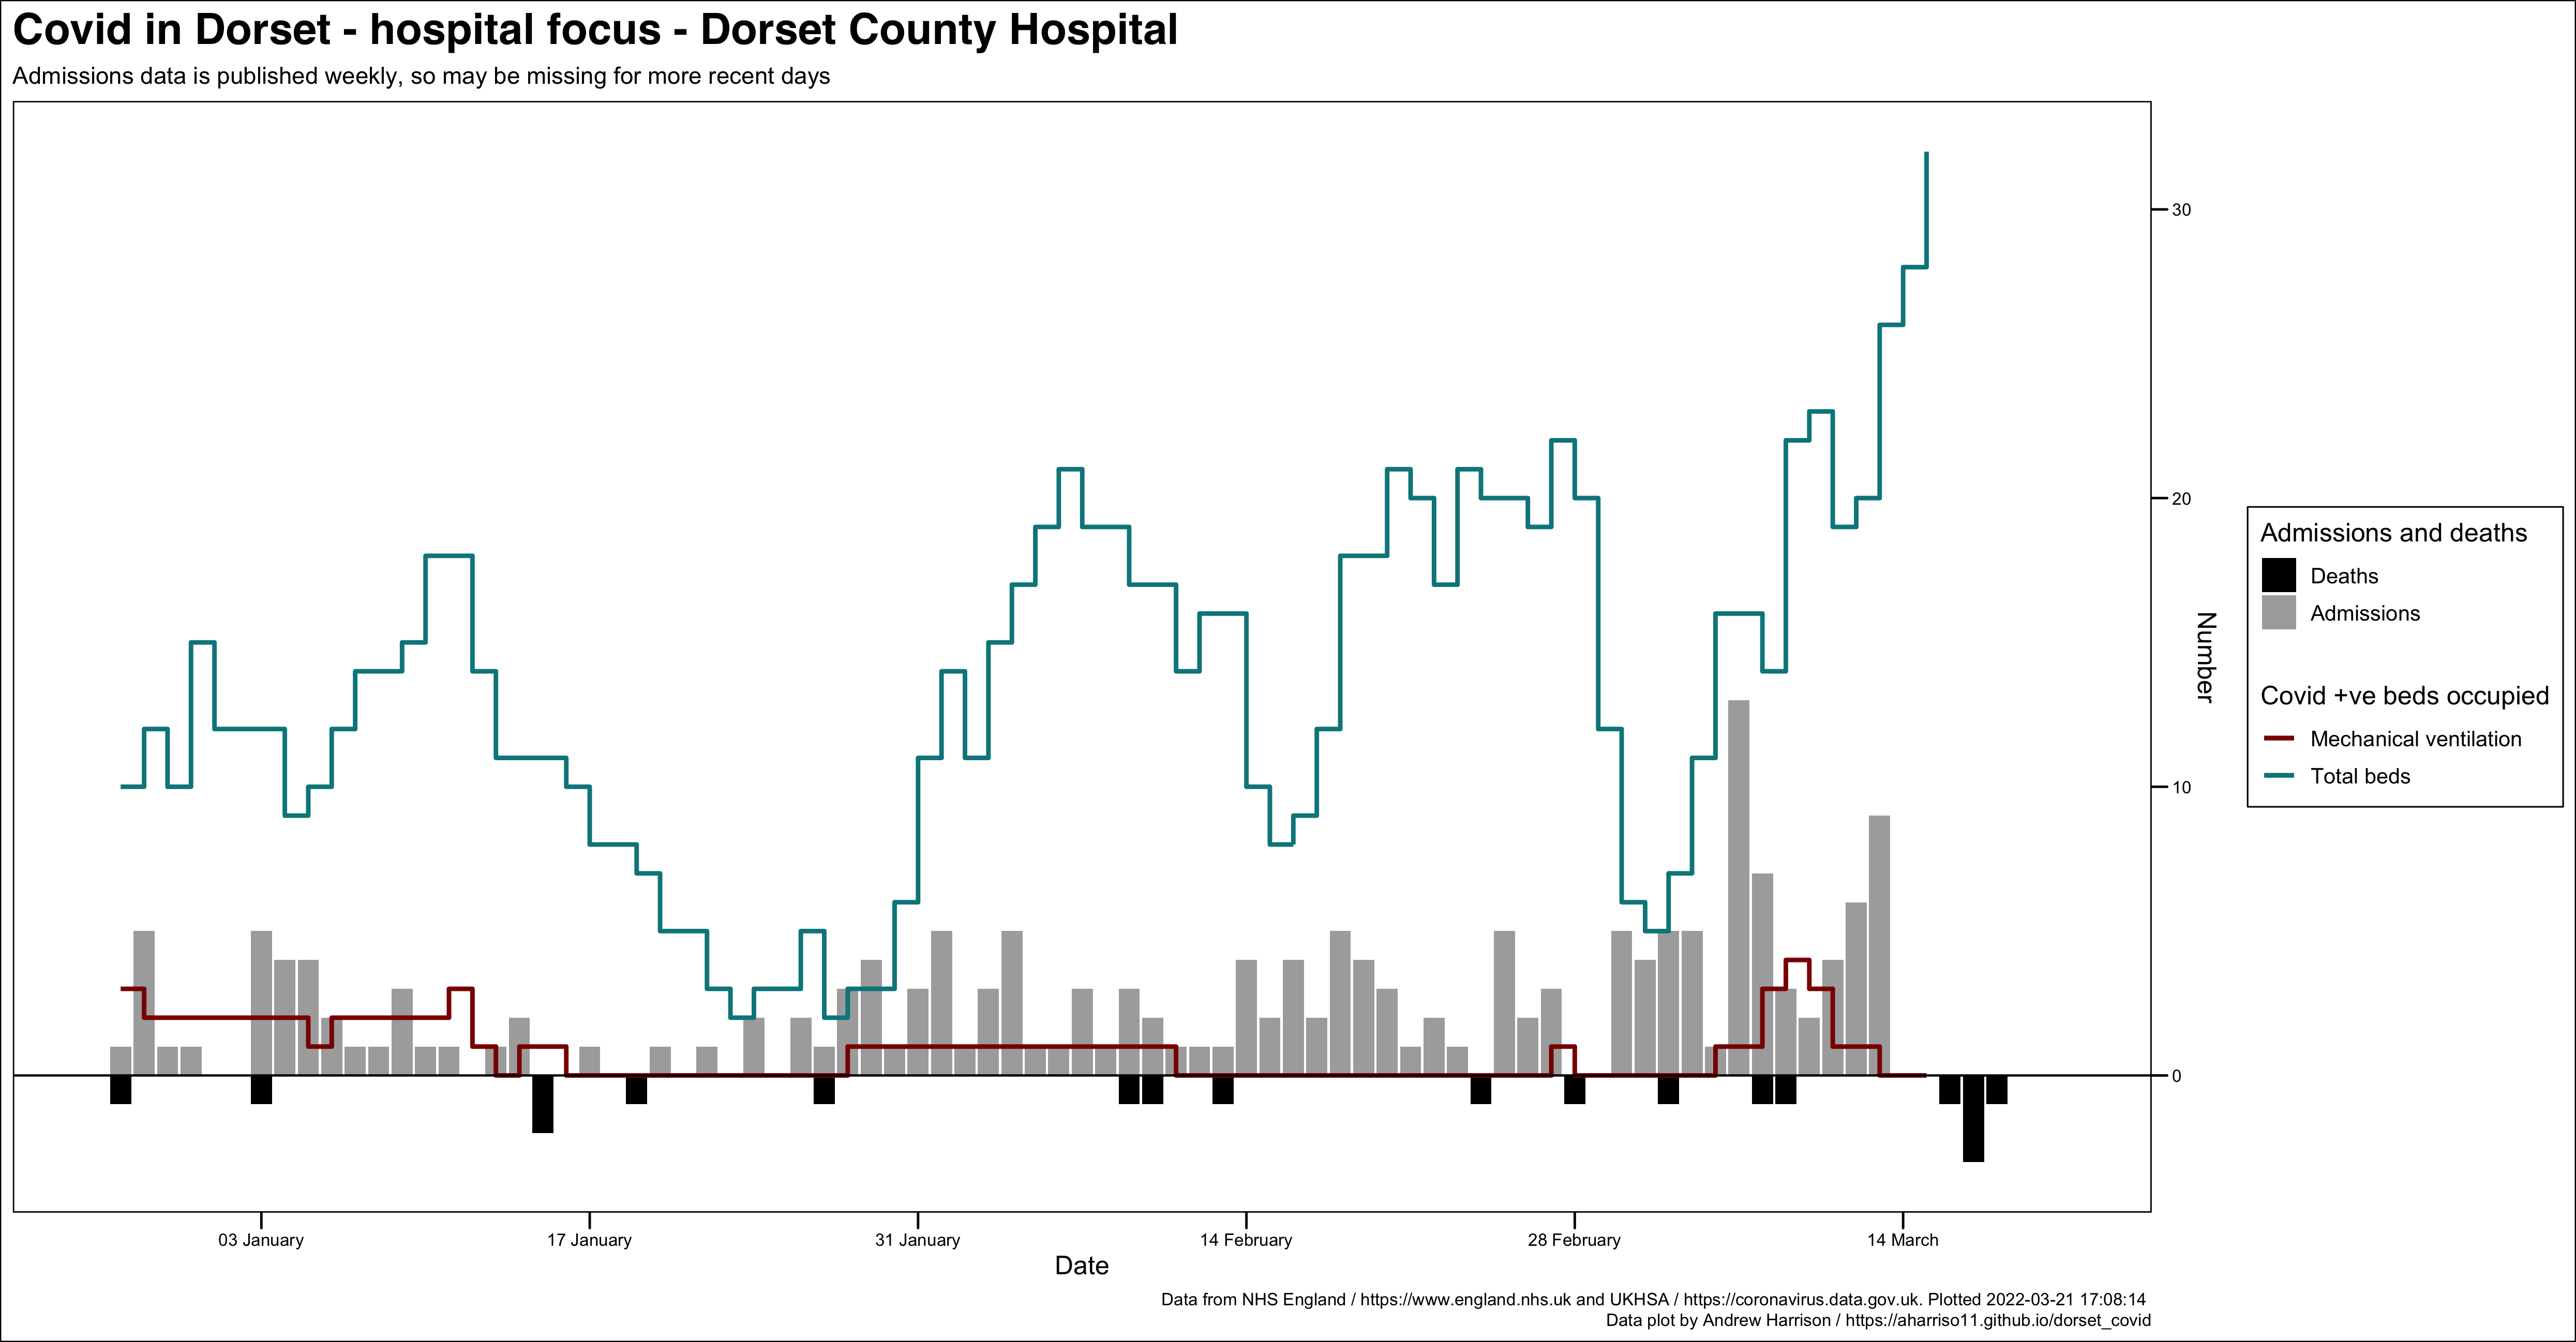 Covid in Dorset - hospital focus - Dorset County Hospital
Admissions data is published weekly, so may be missing for more recent days
30
20
10
0
Number
Admissions and deaths
Deaths
Admissions
Covid +ve beds occupied
Mechanical ventilation
Total beds
03 January
17 January
31 January
14 February
28 February
14 March
Date
Data from NHS England / https://www.england.nhs.uk and UKHSA / https://coronavirus.data.gov.uk. Plotted 2022-03-21 17:08:14
Data plot by Andrew Harrison / https://aharriso11.github.io/dorset_covid